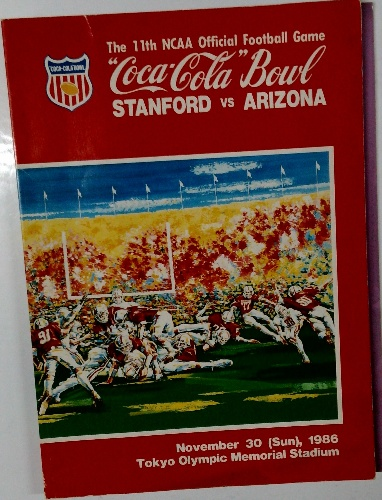 The 11th NCAA Official Football Game
COCA-COLA BOWL
"Coca-Cola" Bowl
STANFORD VS ARIZONA
November 30 (Sun), 1986
Tokyo Olympic Memorial Stadium